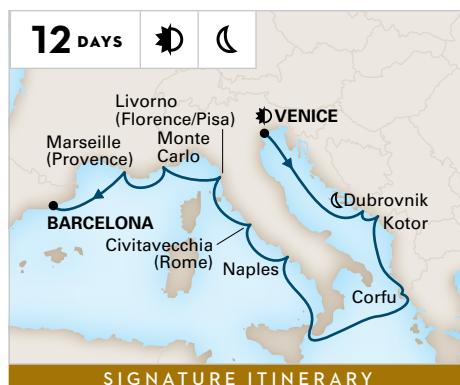 12 DAYS
Livorno
(Florence/Pisa)
VENICE
Marseille
(Provence)
Monte
Carlo
Dubrovnik
BARCELONA
Kotor
Civitavecchia
(Rome)
Naples
Corfu
SIGNATURE ITINERARY